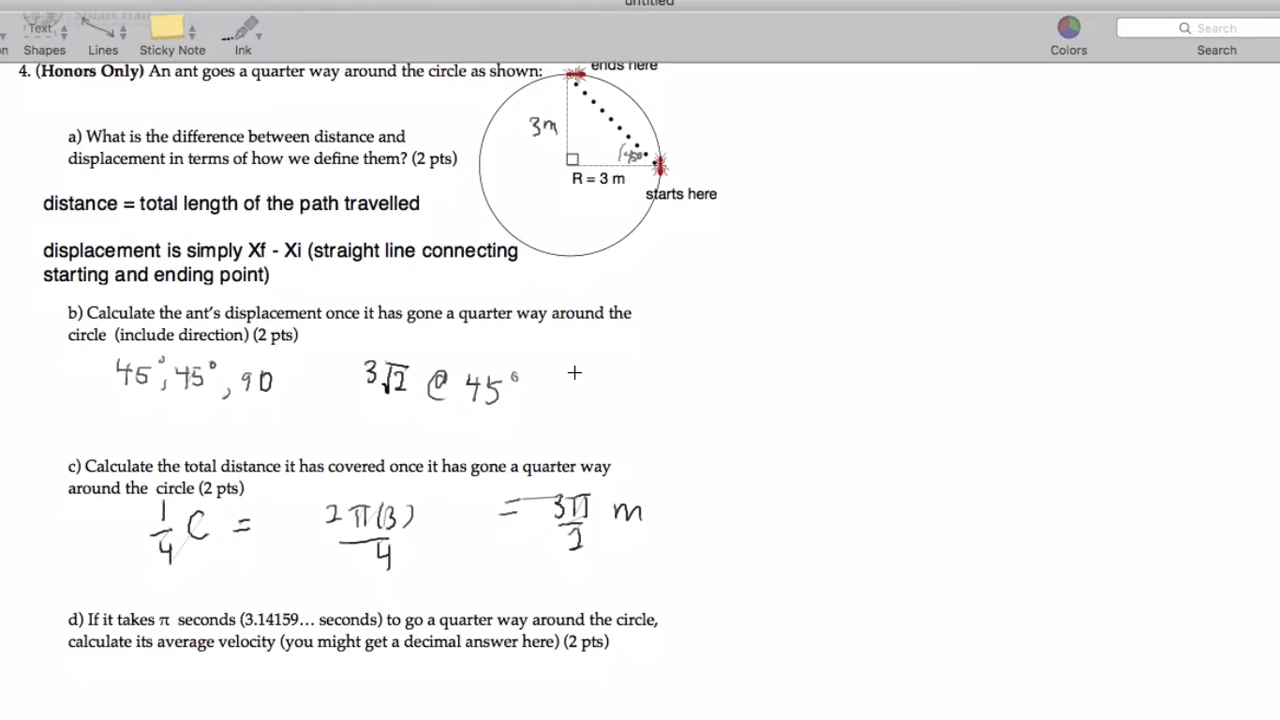 untitled
Text
Shapes
Lines
Sticky Note
Ink
Colors
Search
Search
4. (Honors Only) An ant goes a quarter way around the circle as shown:
ends here
3m
45°
R = 3 m
starts here
a) What is the difference between distance and
displacement in terms of how we define them? (2 pts)
distance = total length of the path travelled
displacement is simply Xf - Xi (straight line connecting
starting and ending point)
b) Calculate the ant's displacement once it has gone a quarter way around the
circle (include direction) (2 pts)
45°, 45°, 90 3√2 @ 45°
c) Calculate the total distance it has covered once it has gone a quarter way
around the circle (2 pts)
1/4 C = 2π(3)/4 = 3π/2 m
d) If it takes π seconds (3.14159... seconds) to go a quarter way around the circle,
calculate its average velocity (you might get a decimal answer here) (2 pts)